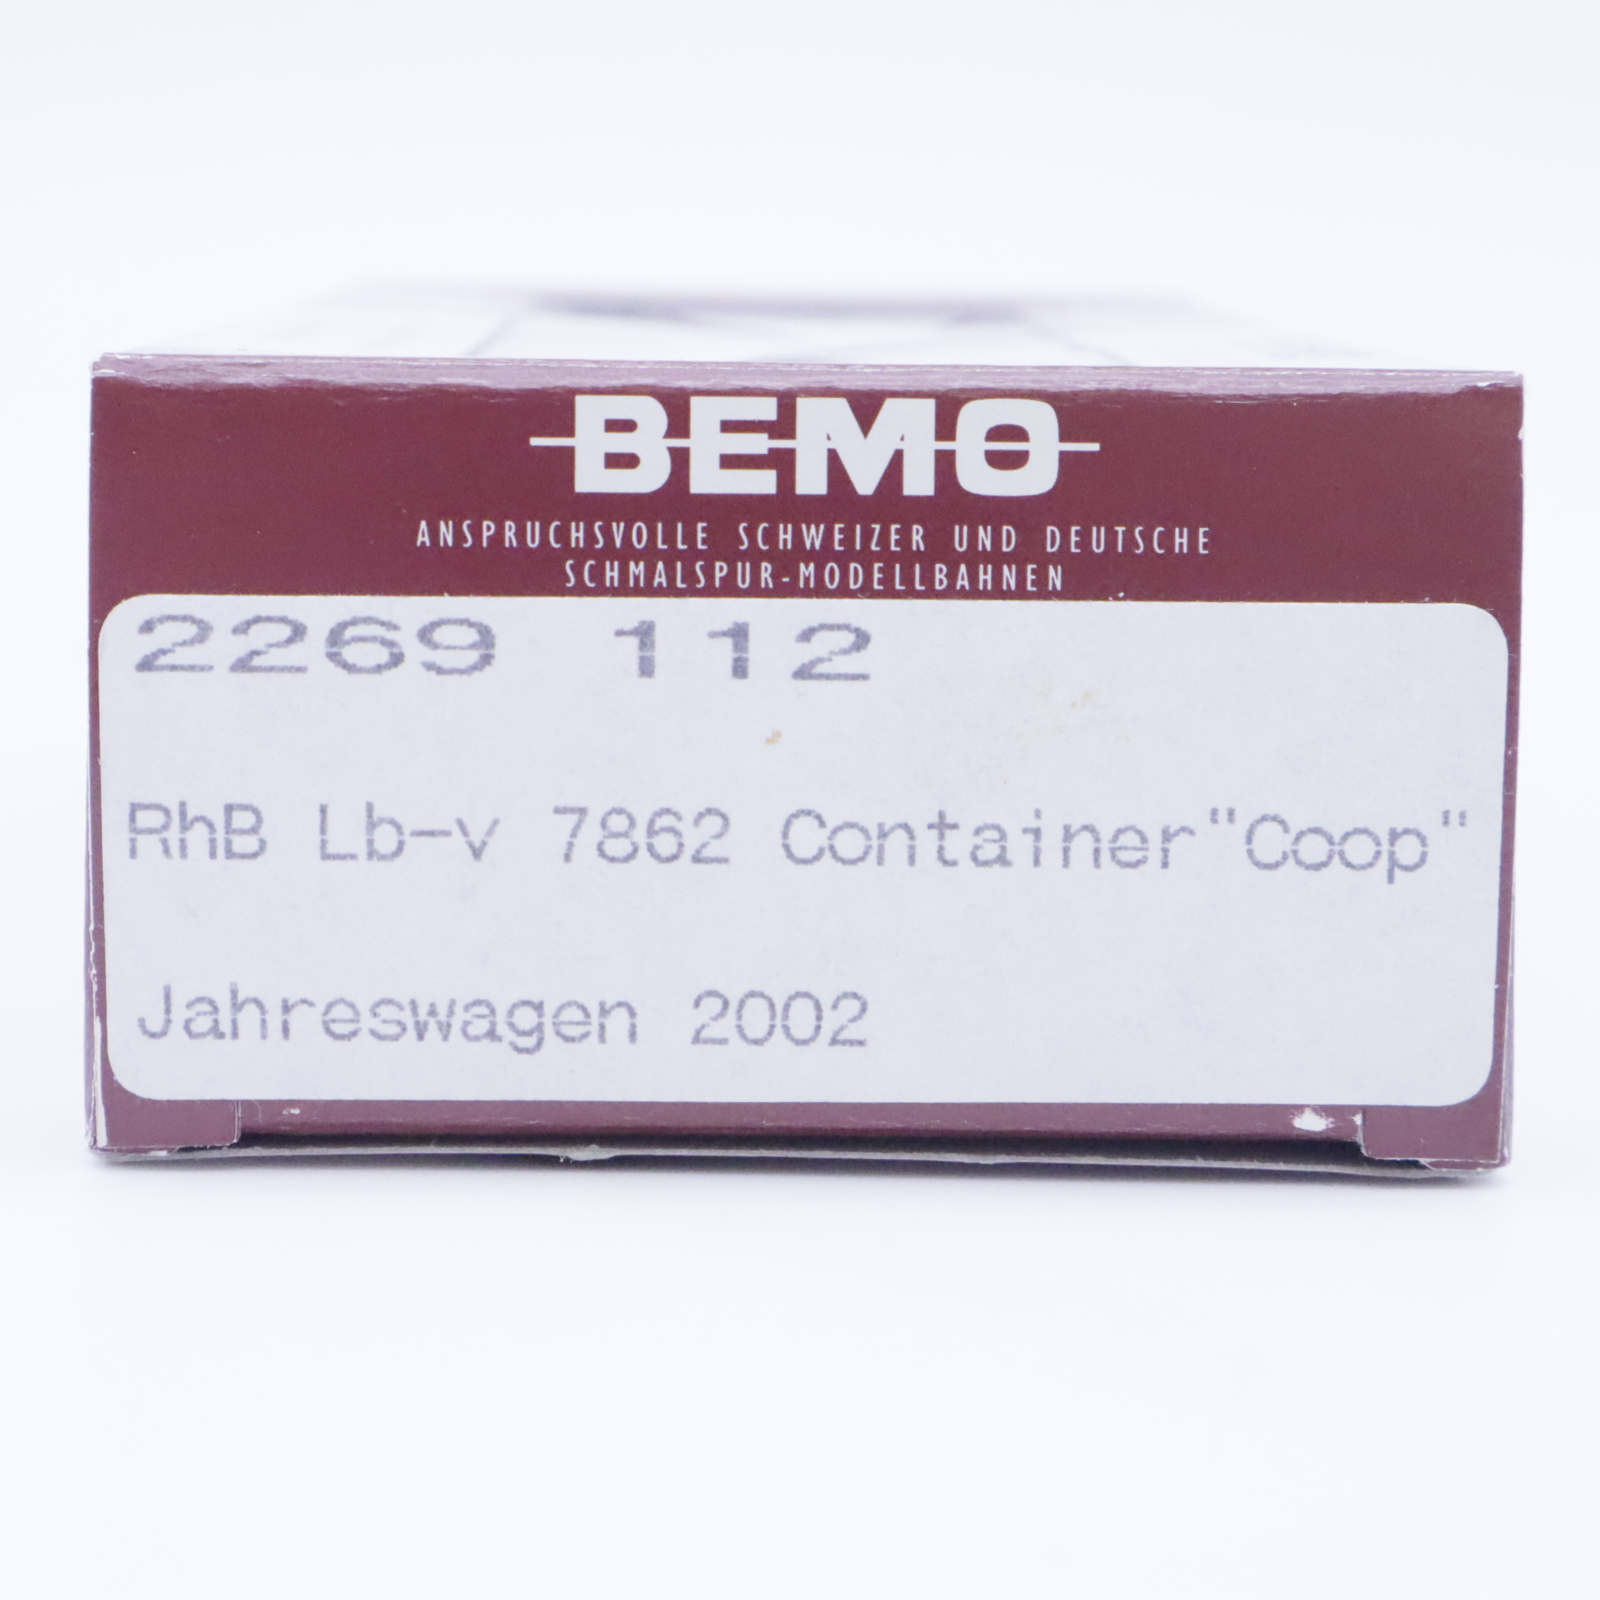 BEMO
ANSPRUCHSVOLLE SCHWEIZER UND DEUTSCHE
SCHMALSPUR-MODELLBAHNEN
2269 112
RhB Lb-v 7862 Container"Coop"
Jahreswagen 2002